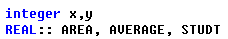 integer x,y
REAL:: AREA, AVERAGE, STUDT